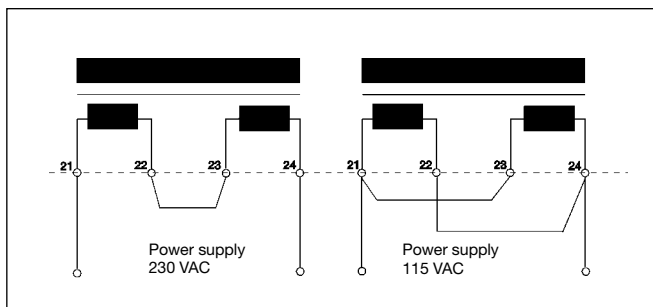 21 22 23 24 21 22 23 24
Power supply
230 VAC
Power supply
115 VAC